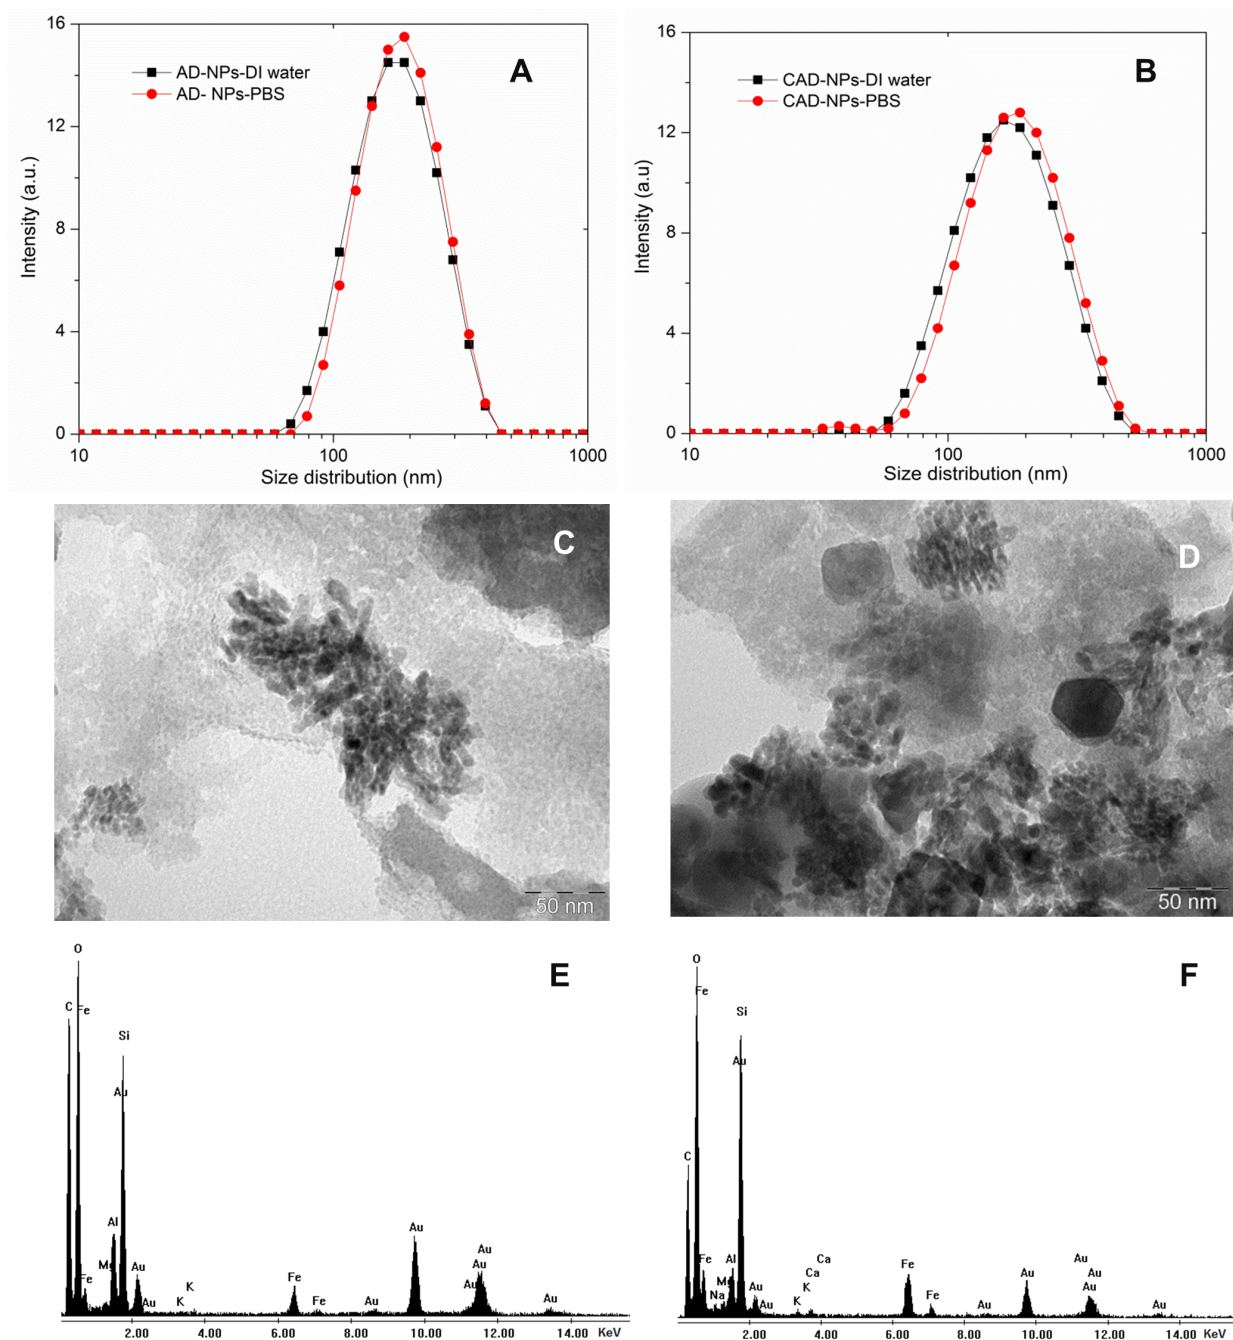 A
AD-NPs-DI water
AD- NPs-PBS
16
12
8
4
0
Intensity (a.u.)
10
100
1000
Size distribution (nm)
B
CAD-NPs-DI water
CAD-NPs-PBS
16
12
8
4
0
Intensity (a.u)
10
100
1000
Size distribution (nm)
C
50 nm
D
50 nm
E
O
C
Fe
Si
Au
Al
Fe
Au
Au
K
K
Fe
Fe
Au
Au
Au
Au
Au
Au
2.00
4.00
6.00
8.00
10.00
12.00
14.00
KeV
F
O
Fe
Si
Au
C
Fe
Al
Na
Au
Au
Ca
Ca
K
K
Fe
Fe
Au
Au
Au
Au
Au
Au
2.00
4.00
6.00
8.00
10.00
12.00
14.00
KeV